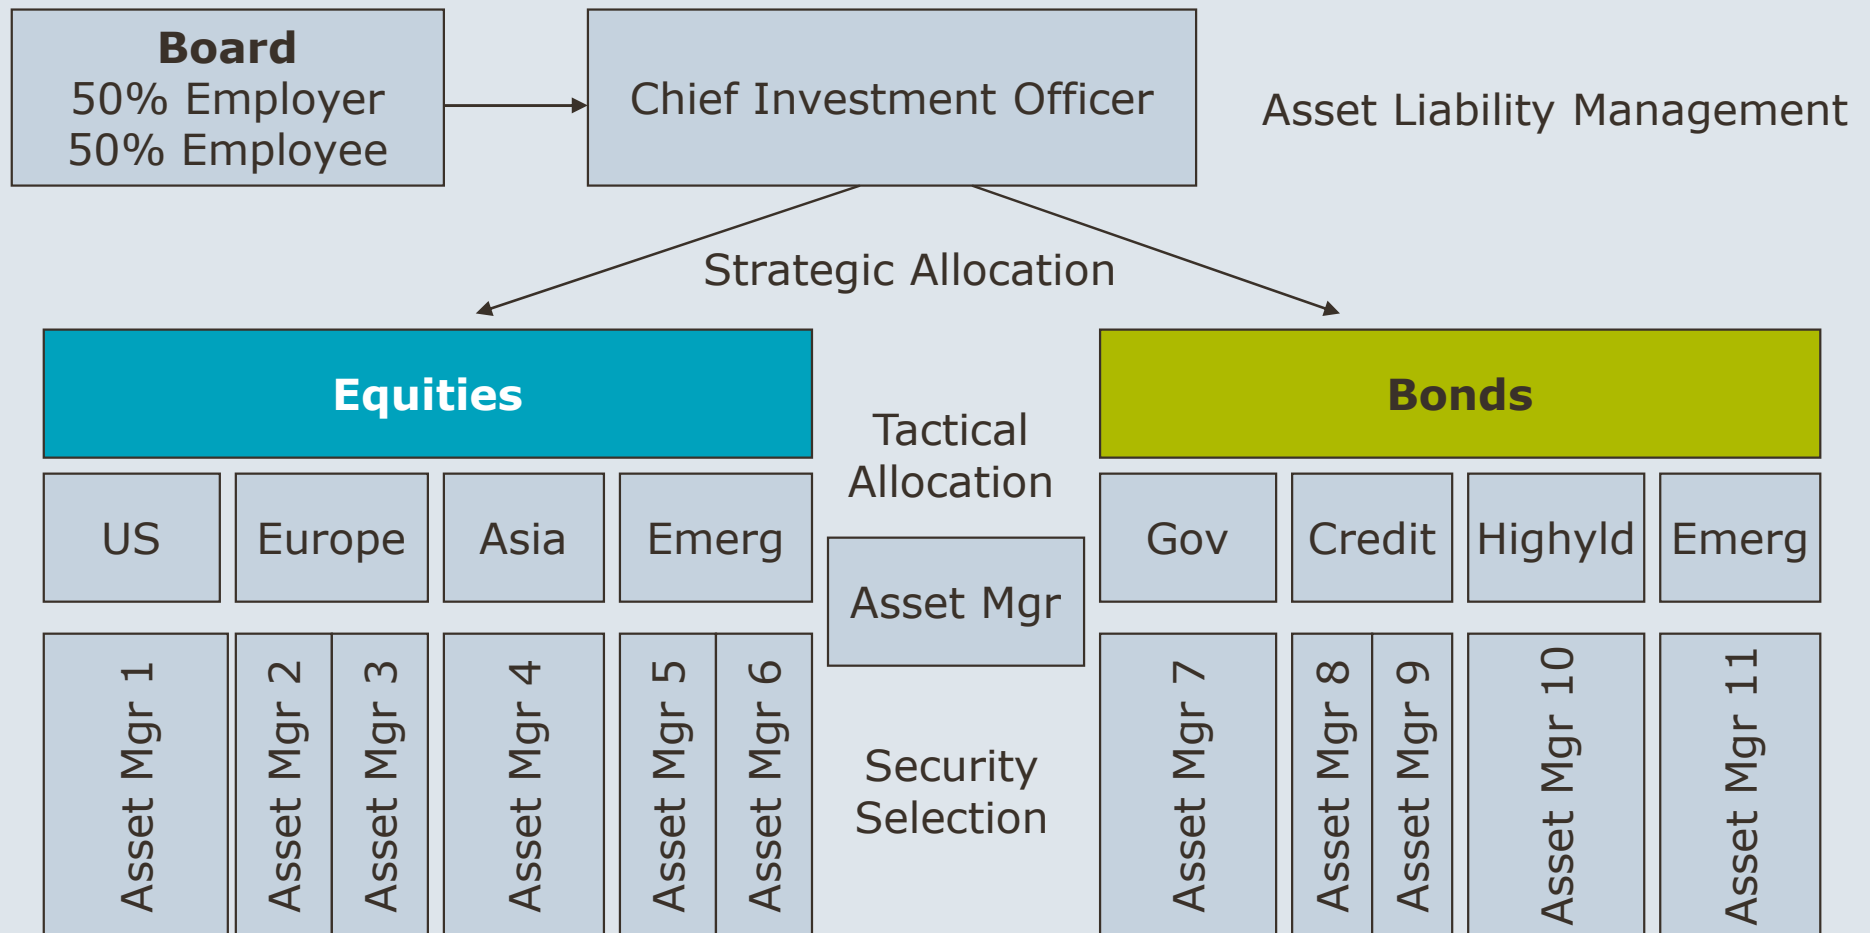 Board
50% Employer
50% Employee
Chief Investment Officer
Asset Liability Management
Strategic Allocation
Equities
Bonds
Tactical
Allocation
US
Europe
Asia
Emerg
Asset Mgr
Gov
Credit
Highyld
Emerg
Asset Mgr 1
Asset Mgr 2
Asset Mgr 3
Asset Mgr 4
Asset Mgr 5
Asset Mgr 6
Security
Selection
Asset Mgr 7
Asset Mgr 8
Asset Mgr 9
Asset Mgr 10
Asset Mgr 11